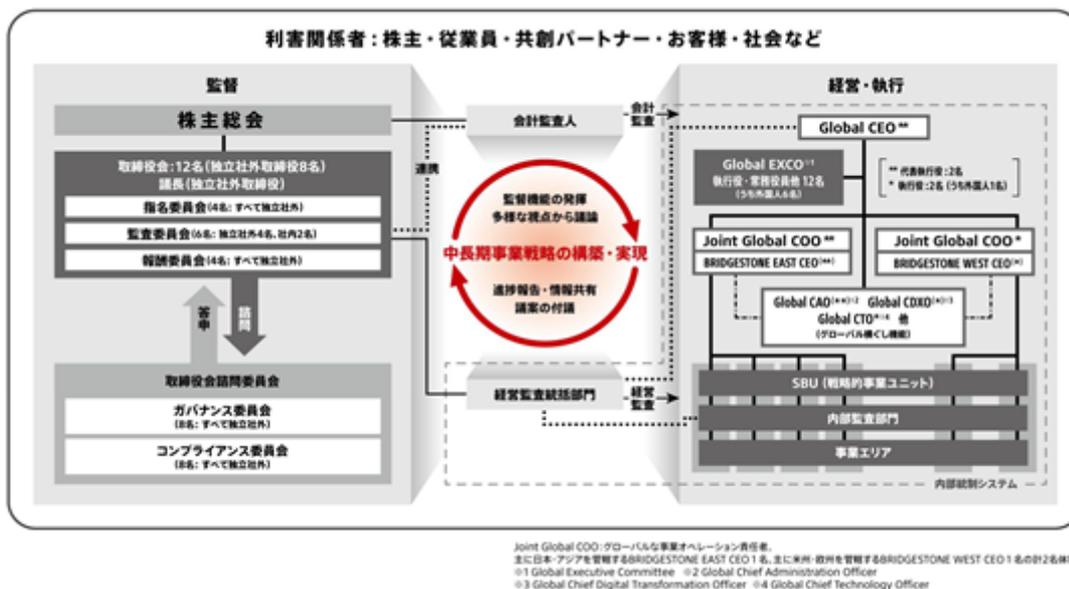 利害関係者：株主・従業員・共創パートナー・お客様・社会など
監督
株主総会
取締役会：12名(独立社外取締役8名)
議長(独立社外取締役)
指名委員会(4名：すべて独立社外)
監査委員会(6名：独立社外4名、社内2名)
報酬委員会(4名：すべて独立社外)
答申
諮問
取締役会諮問委員会
ガバナンス委員会
(8名：すべて独立社外)
コンプライアンス委員会
(8名：すべて独立社外)
会計監査人
会計
監査
連携
監督機能の発揮
多様な視点から議論
中長期事業戦略の構築・実現
進捗報告・情報共有
議案の付議
経営監査統括部門
経営
監査
経営・執行
Global CEO**
Global EXCO※1
執行役・常務役員他 12名
(うち外国人6名)
** 代表執行役：2名
* 執行役：2名 (うち外国人1名)
Joint Global COO**
BRIDGESTONE EAST CEO(**)
Joint Global COO*
BRIDGESTONE WEST CEO(*)
Global CAO(**)※2 Global CDXO(*)※3
Global CTO*※4 他
(グローバル横ぐし機能)
SBU (戦略的事業ユニット)
内部監査部門
事業エリア
内部統制システム
Joint Global COO：グローバルな事業オペレーション責任者。
主に日本・アジアを管轄するBRIDGESTONE EAST CEO 1名、主に米州・欧州を管轄するBRIDGESTONE WEST CEO 1名の計2名体
※1 Global Executive Committee ※2 Global Chief Administration Officer
※3 Global Chief Digital Transformation Officer ※4 Global Chief Technology Officer